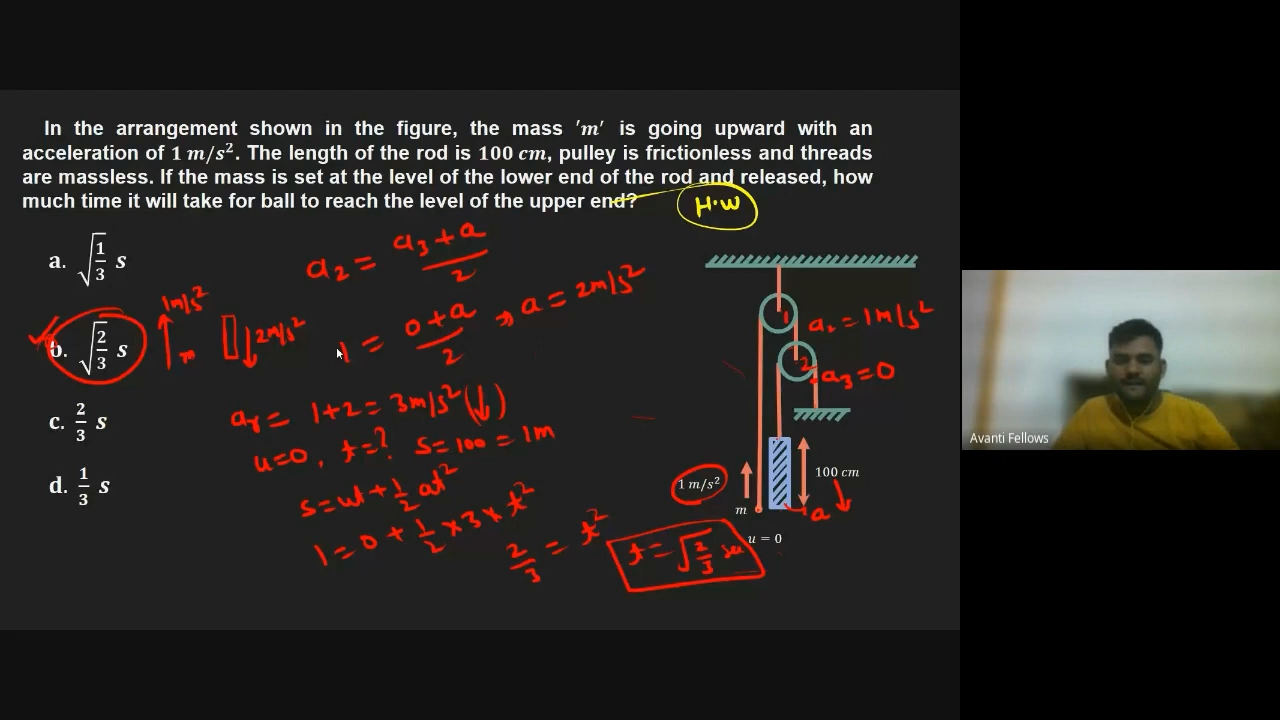 In the arrangement shown in the figure, the mass 'm' is going upward with an
acceleration of 1 m/s². The length of the rod is 100 cm, pulley is frictionless and threads
are massless. If the mass is set at the level of the lower end of the rod and released, how
much time it will take for ball to reach the level of the upper end?
H.W
a. √(1/3) s
b. √(2/3) s
c. 2/3 s
d. 1/3 s
1m/s²
m
2m/s²
a₂ = (a₃ + a)/2
1 = (0 + a)/2 ⇒ a = 2m/s²
aᵣ = 1+2 = 3m/s² (↓)
u=0, t=? s=100 = 1m
s=ut+½at²
1=0+½×3×t²
2/3 = t²
t=√(2/3) sec
1
a₂=1m/s²
2
a₃=0
100 cm
1 m/s²
m
a
u = 0
Avanti Fellows